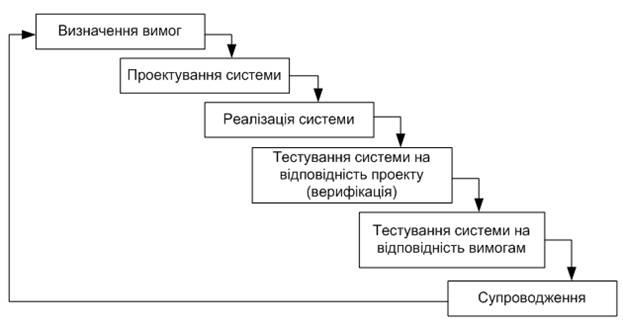 Визначення вимог
Проектування системи
Реалізація системи
Тестування системи на
відповідність проекту
(верифікація)
Тестування системи на
відповідність вимогам
Супроводження